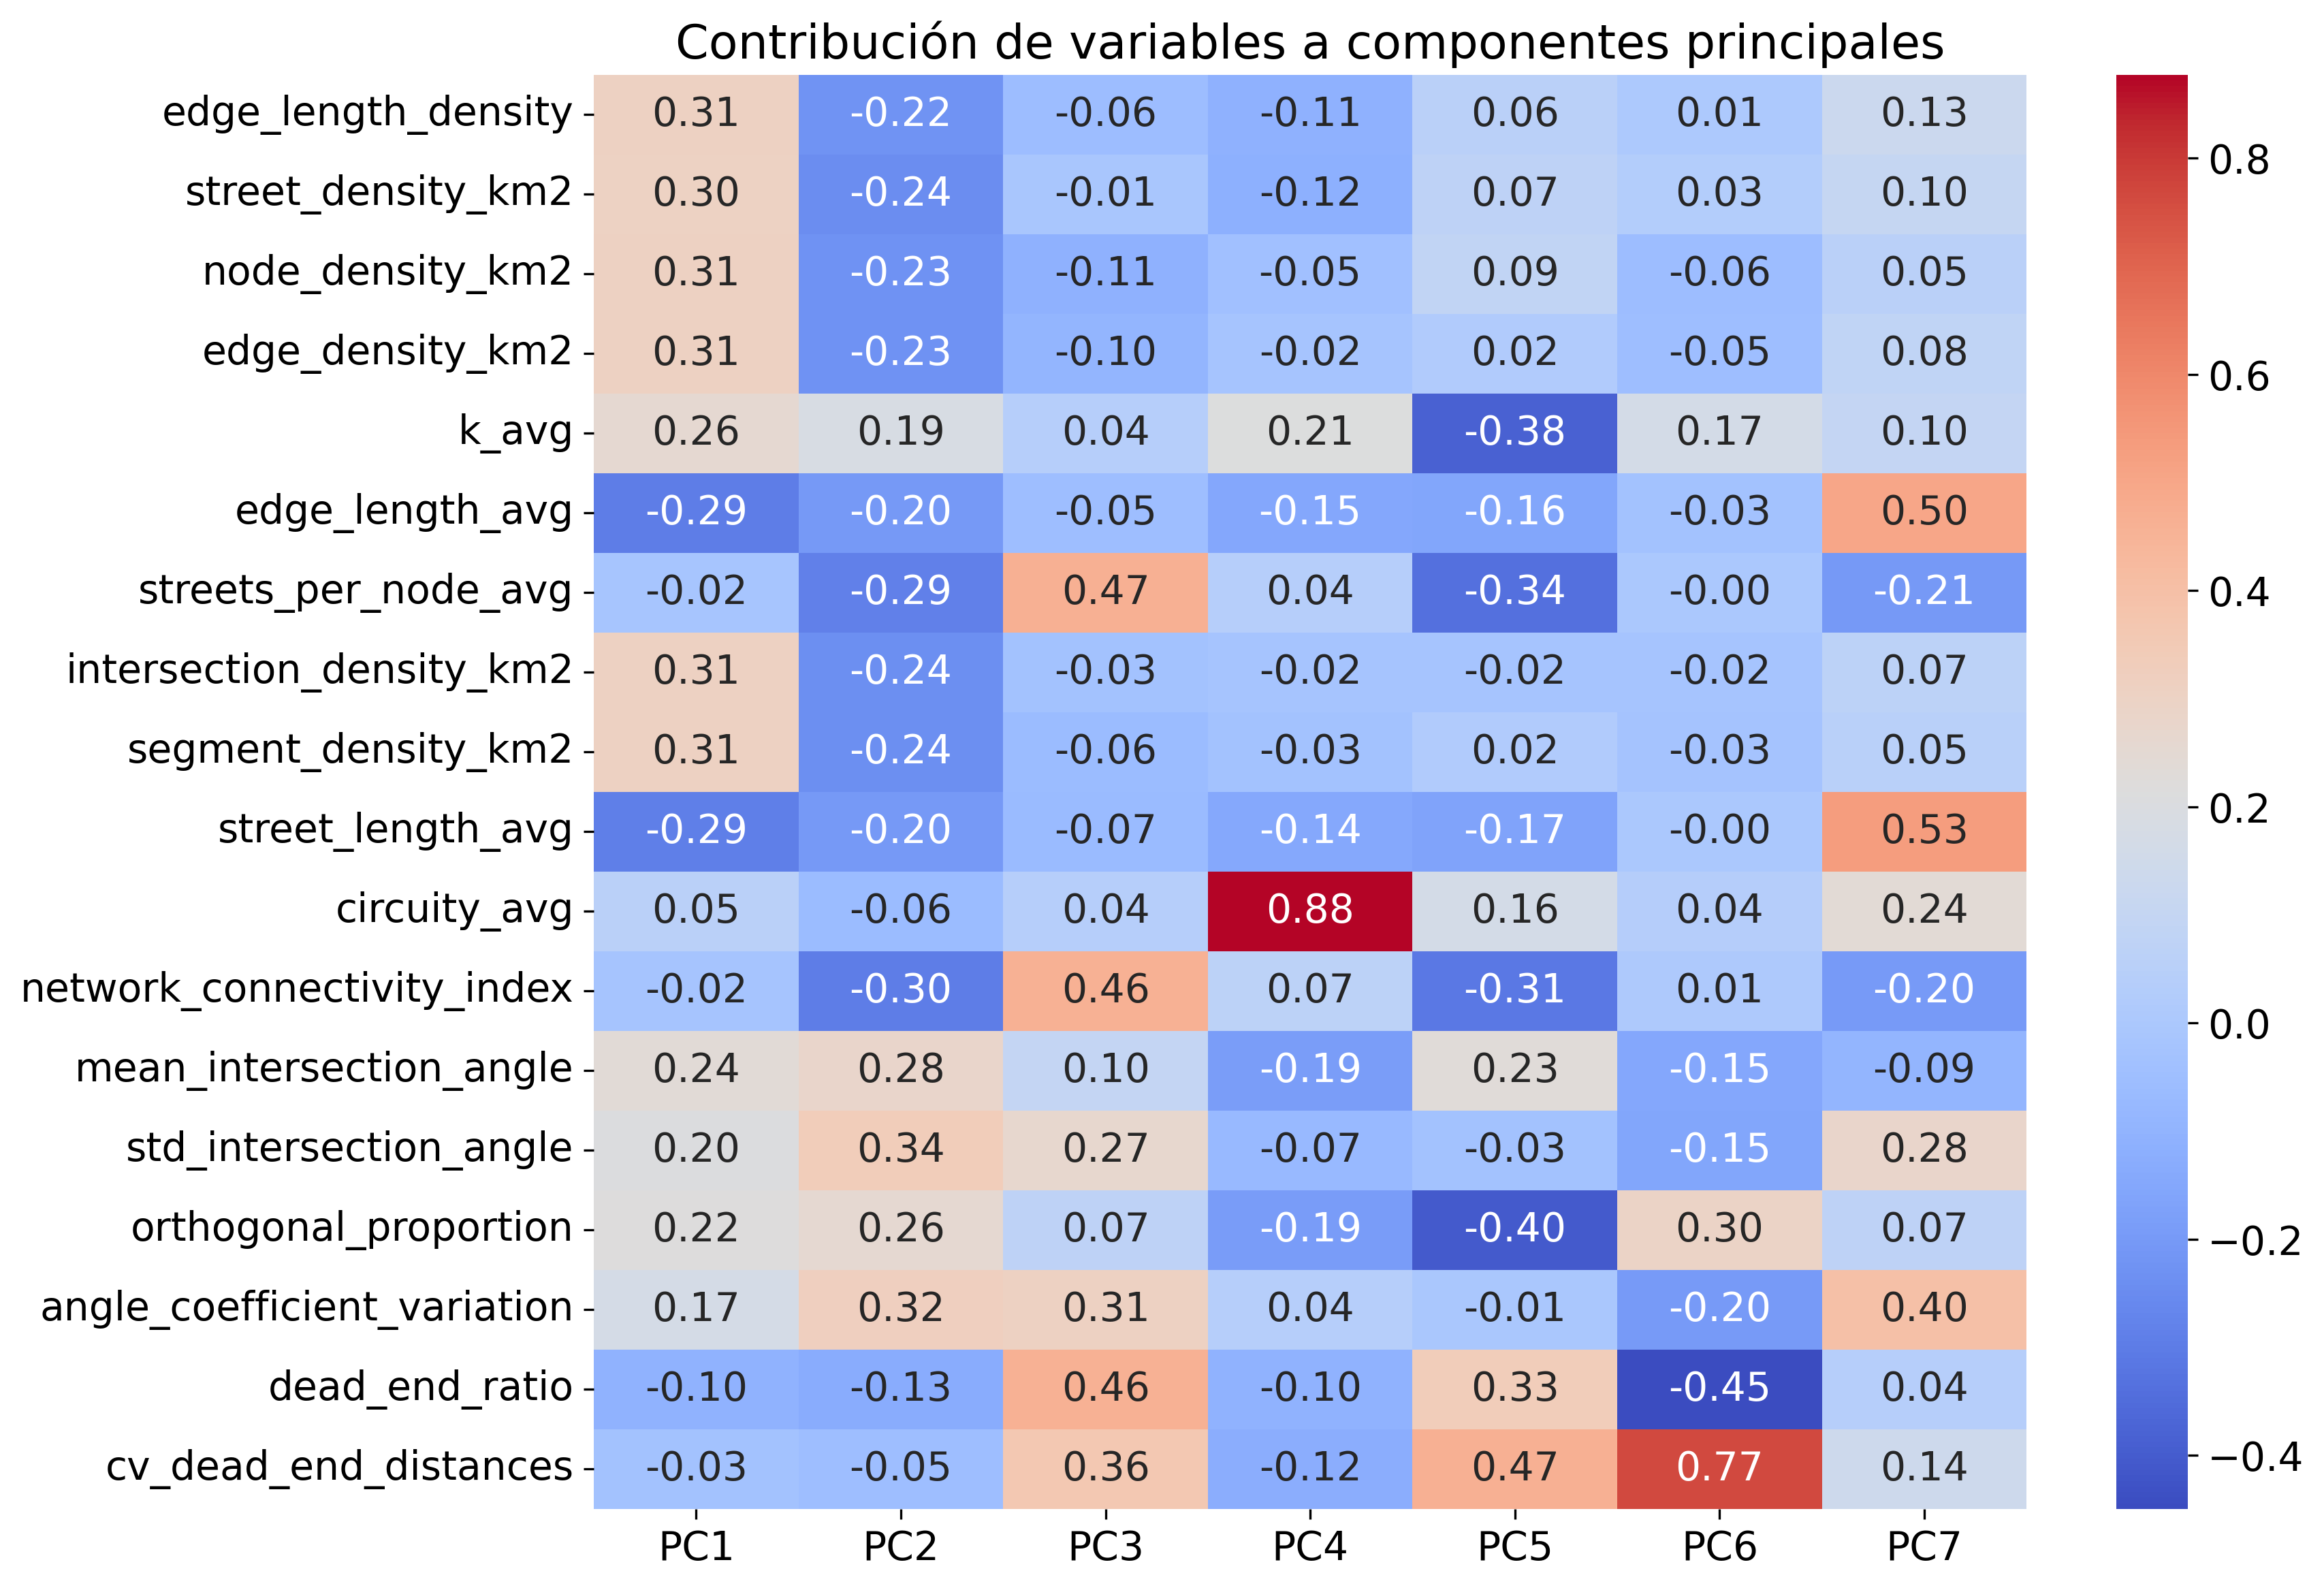 Contribución de variables a componentes principales
edge_length_density 0.31 -0.22 -0.06 -0.11 0.06 0.01 0.13
street_density_km2 0.30 -0.24 -0.01 -0.12 0.07 0.03 0.10
node_density_km2 0.31 -0.23 -0.11 -0.05 0.09 -0.06 0.05
edge_density_km2 0.31 -0.23 -0.10 -0.02 0.02 -0.05 0.08
k_avg 0.26 0.19 0.04 0.21 -0.38 0.17 0.10
edge_length_avg -0.29 -0.20 -0.05 -0.15 -0.16 -0.03 0.50
streets_per_node_avg -0.02 -0.29 0.47 0.04 -0.34 -0.00 -0.21
intersection_density_km2 0.31 -0.24 -0.03 -0.02 -0.02 -0.02 0.07
segment_density_km2 0.31 -0.24 -0.06 -0.03 0.02 -0.03 0.05
street_length_avg -0.29 -0.20 -0.07 -0.14 -0.17 -0.00 0.53
circuity_avg 0.05 -0.06 0.04 0.88 0.16 0.04 0.24
network_connectivity_index -0.02 -0.30 0.46 0.07 -0.31 0.01 -0.20
mean_intersection_angle 0.24 0.28 0.10 -0.19 0.23 -0.15 -0.09
std_intersection_angle 0.20 0.34 0.27 -0.07 -0.03 -0.15 0.28
orthogonal_proportion 0.22 0.26 0.07 -0.19 -0.40 0.30 0.07
angle_coefficient_variation 0.17 0.32 0.31 0.04 -0.01 -0.20 0.40
dead_end_ratio -0.10 -0.13 0.46 -0.10 0.33 -0.45 0.04
cv_dead_end_distances -0.03 -0.05 0.36 -0.12 0.47 0.77 0.14
PC1 PC2 PC3 PC4 PC5 PC6 PC7
0.8
0.6
0.4
0.2
0.0
−0.2
−0.4